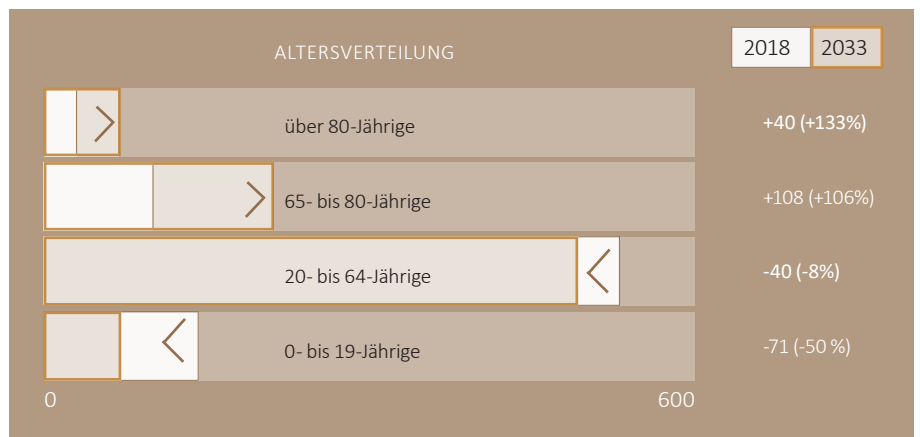 ALTERSVERTEILUNG
2018
2033
über 80-Jährige
+40 (+133%)
65- bis 80-Jährige
+108 (+106%)
20- bis 64-Jährige
-40 (-8%)
0- bis 19-Jährige
-71 (-50 %)
0
600